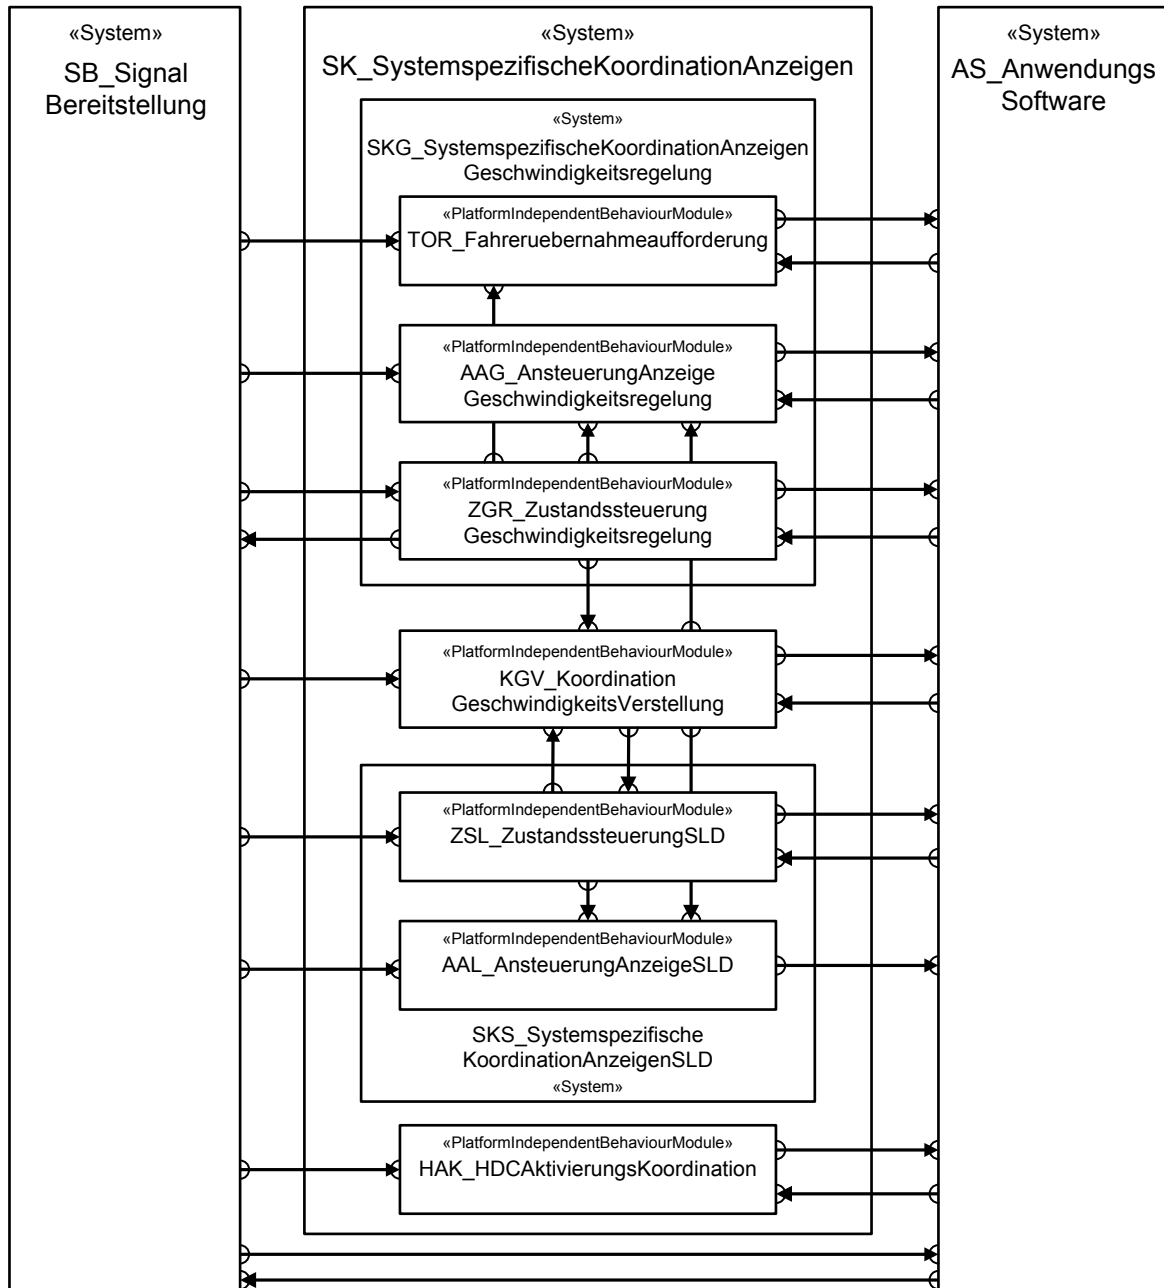 «System»
SB_Signal
Bereitstellung
«System»
SK_SystemspezifischeKoordinationAnzeigen
«System»
AS_Anwendungs
Software
«System»
SKG_SystemspezifischeKoordinationAnzeigen
Geschwindigkeitsregelung
«PlatformIndependentBehaviourModule»
TOR_Fahreruebernahmeaufforderung
«PlatformIndependentBehaviourModule»
AAG_AnsteuerungAnzeige
Geschwindigkeitsregelung
«PlatformIndependentBehaviourModule»
ZGR_Zustandssteuerung
Geschwindigkeitsregelung
«PlatformIndependentBehaviourModule»
KGV_Koordination
GeschwindigkeitsVerstellung
«PlatformIndependentBehaviourModule»
ZSL_ZustandssteuerungSLD
«PlatformIndependentBehaviourModule»
AAL_AnsteuerungAnzeigeSLD
SKS_Systemspezifische
KoordinationAnzeigenSLD
«System»
«PlatformIndependentBehaviourModule»
HAK_HDCAktivierungsKoordination